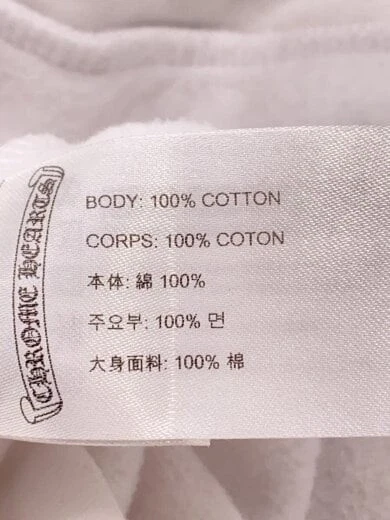 CHROME HEARTS
BODY: 100% COTTON
CORPS: 100% COTON
本体: 綿 100%
주요부: 100% 면
大身面料: 100% 棉